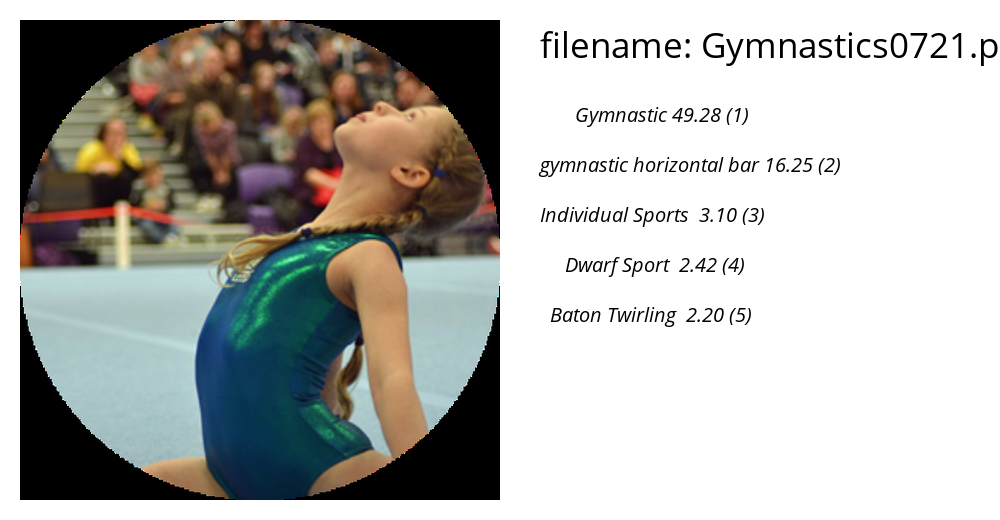 filename: Gymnastics0721.p
Gymnastic 49.28 (1)
gymnastic horizontal bar 16.25 (2)
Individual Sports 3.10 (3)
Dwarf Sport 2.42 (4)
Baton Twirling 2.20 (5)